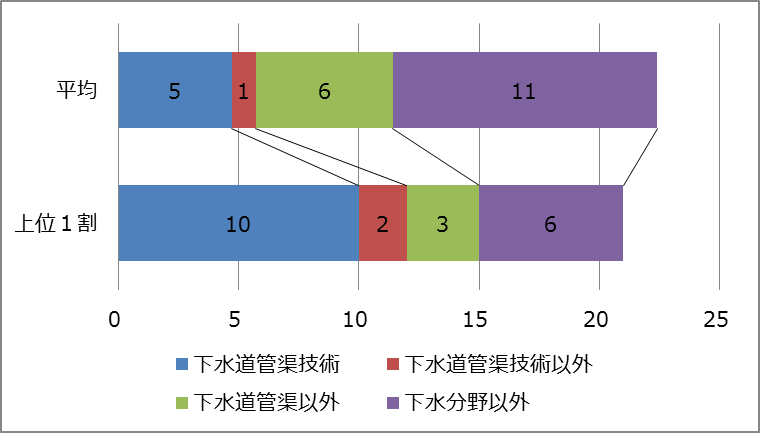 平均
5 1 6 11
上位１割
10 2 3 6
0 5 10 15 20 25
下水道管渠技術 下水道管渠技術以外
下水道管渠以外 下水分野以外